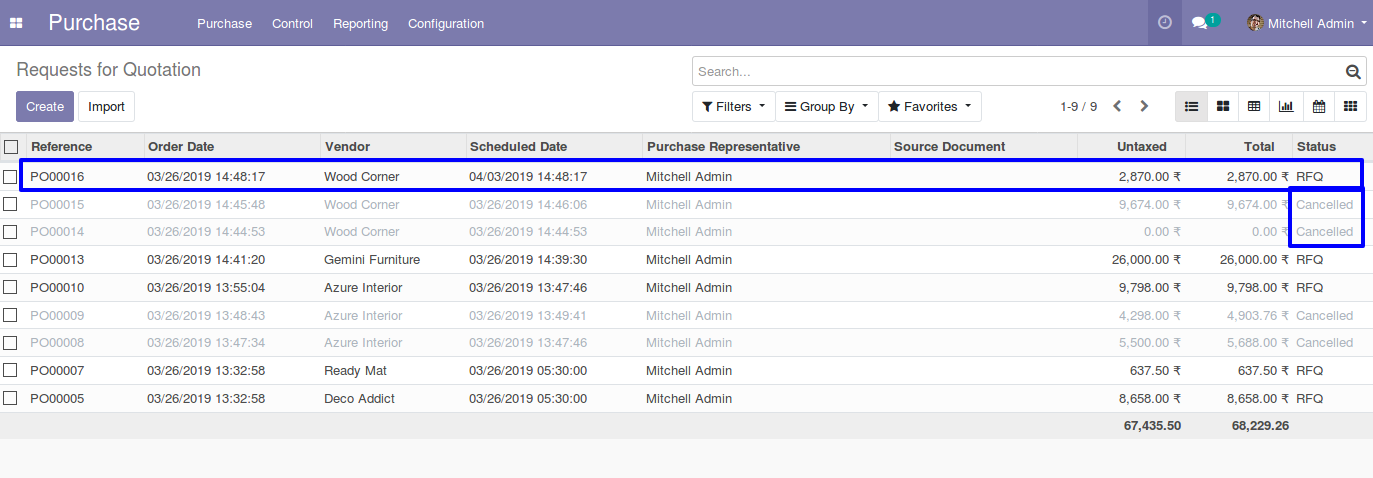 Purchase Purchase Control Reporting Configuration 1 Mitchell Admin
Requests for Quotation Search...
Create Import Filters Group By Favorites 1-9 / 9
Reference Order Date Vendor Scheduled Date Purchase Representative Source Document Untaxed Total Status
PO00016 03/26/2019 14:48:17 Wood Corner 04/03/2019 14:48:17 Mitchell Admin 2,870.00 ₹ 2,870.00 ₹ RFQ
PO00015 03/26/2019 14:45:48 Wood Corner 03/26/2019 14:46:06 Mitchell Admin 9,674.00 ₹ 9,674.00 ₹ Cancelled
PO00014 03/26/2019 14:44:53 Wood Corner 03/26/2019 14:44:53 Mitchell Admin 0.00 ₹ 0.00 ₹ Cancelled
PO00013 03/26/2019 14:41:20 Gemini Furniture 03/26/2019 14:39:30 Mitchell Admin 26,000.00 ₹ 26,000.00 ₹ RFQ
PO00010 03/26/2019 13:55:04 Azure Interior 03/26/2019 13:47:46 Mitchell Admin 9,798.00 ₹ 9,798.00 ₹ RFQ
PO00009 03/26/2019 13:48:43 Azure Interior 03/26/2019 13:49:41 Mitchell Admin 4,298.00 ₹ 4,903.76 ₹ Cancelled
PO00008 03/26/2019 13:47:34 Azure Interior 03/26/2019 13:47:46 Mitchell Admin 5,500.00 ₹ 5,688.00 ₹ Cancelled
PO00007 03/26/2019 13:32:58 Ready Mat 03/26/2019 05:30:00 Mitchell Admin 637.50 ₹ 637.50 ₹ RFQ
PO00005 03/26/2019 13:32:58 Deco Addict 03/26/2019 05:30:00 Mitchell Admin 8,658.00 ₹ 8,658.00 ₹ RFQ
67,435.50 68,229.26